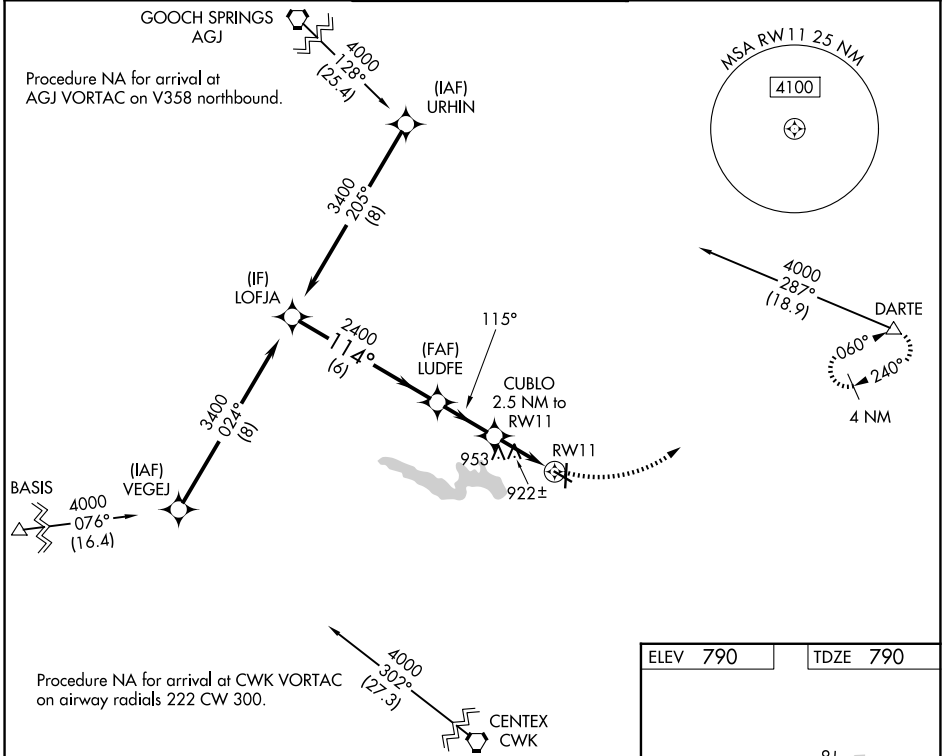 GOOCH SPRINGS
AGJ
4000
128°
(25.4)
Procedure NA for arrival at
AGJ VORTAC on V358 northbound.
(IAF)
URHIN
MSA RW11 25 NM
4100
3400
205°
(8)
(IF)
LOFJA
4000
287°
(18.9)
DARTE
060°
240°
4 NM
2400
114°
(6)
115°
(FAF)
LUDFE
CUBLO
2.5 NM to
RW11
RW11
953
922±
3400
024°
(8)
(IAF)
VEGEJ
BASIS
4000
076°
(16.4)
4000
302°
(27.3)
Procedure NA for arrival at CWK VORTAC
on airway radials 222 CW 300.
CENTEX
CWK
ELEV 790
TDZE 790